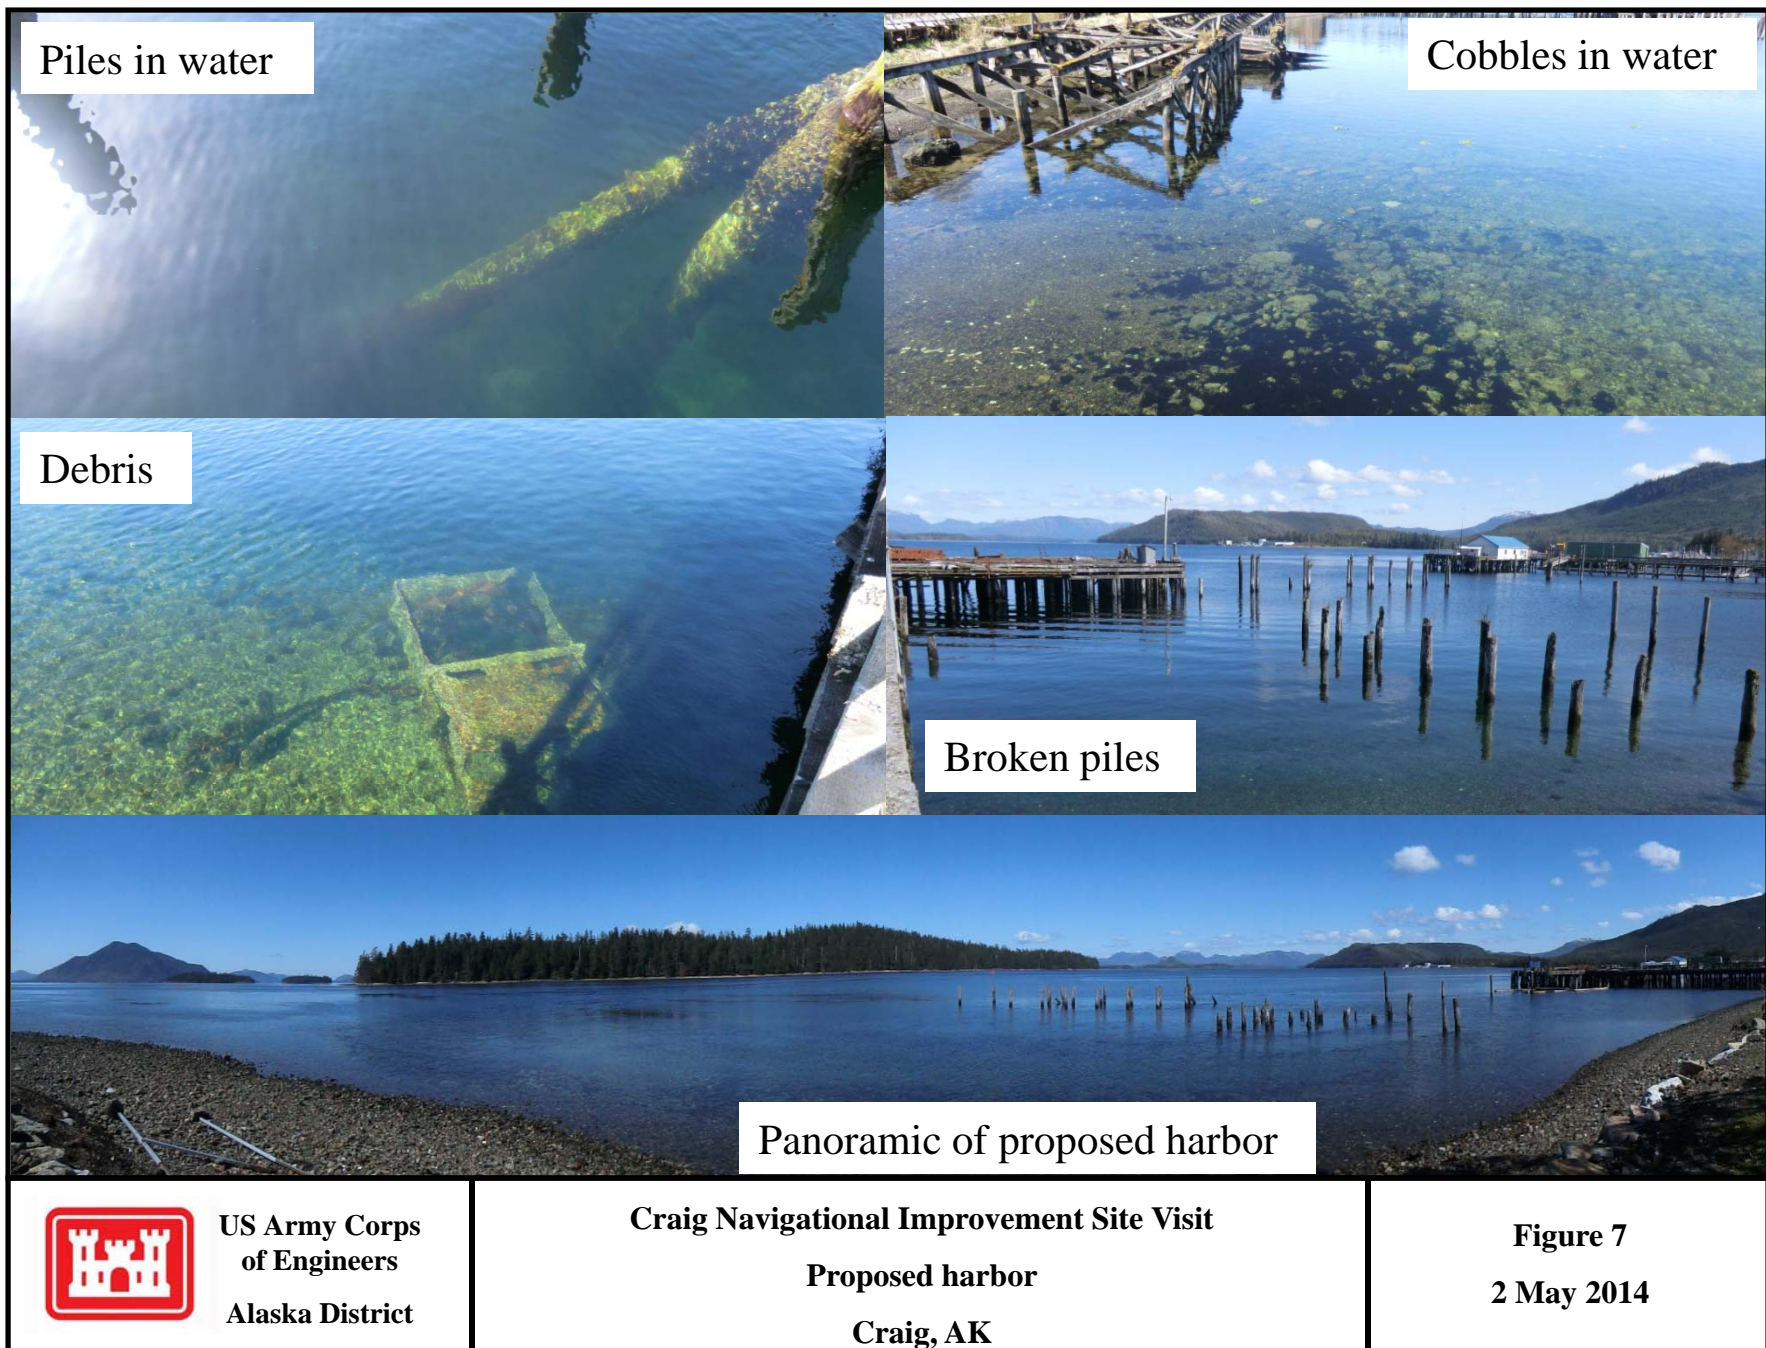 Piles in water
Cobbles in water
Debris
Broken piles
Panoramic of proposed harbor
US Army Corps
of Engineers
Alaska District
Craig Navigational Improvement Site Visit
Proposed harbor
Craig, AK
Figure 7
2 May 2014